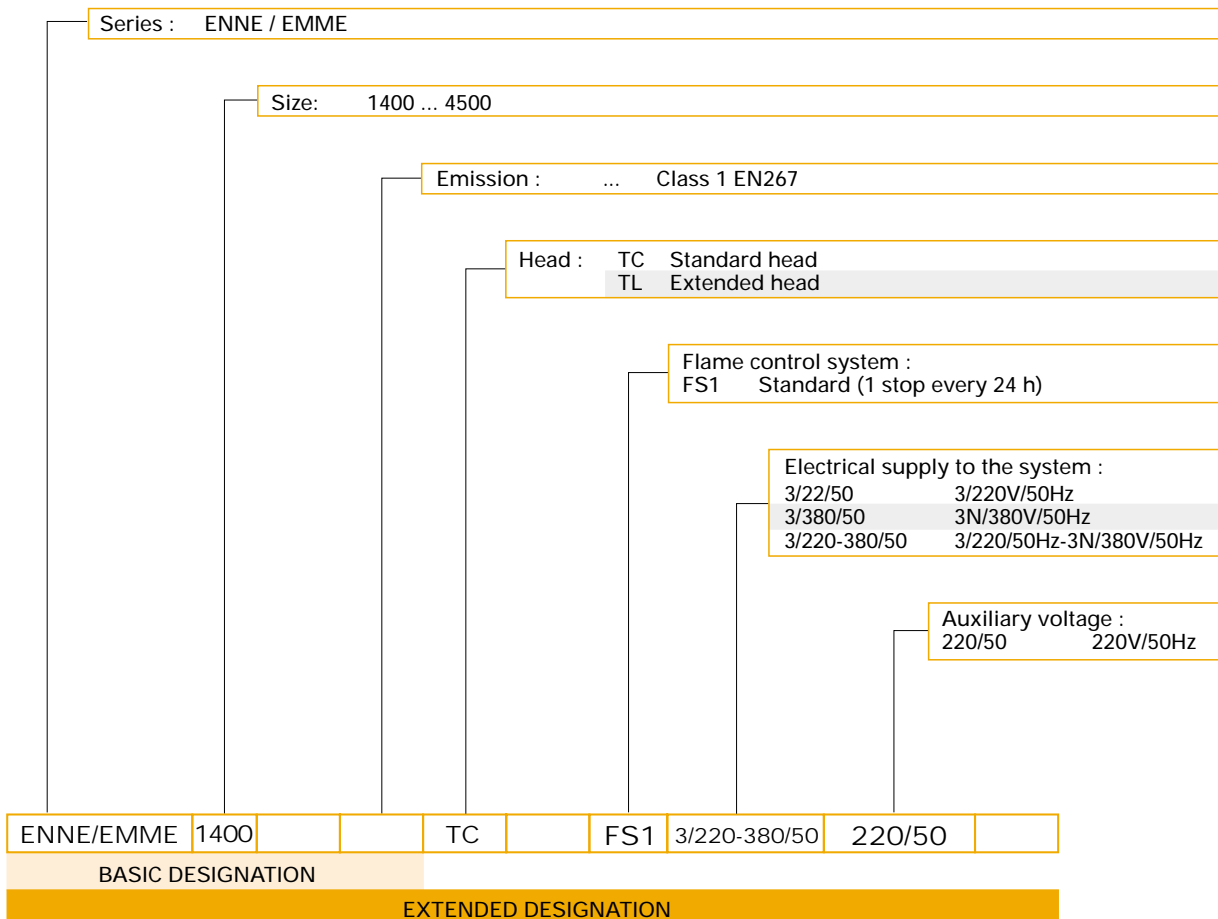 Series : ENNE / EMME
Size: 1400 ... 4500
Emission : ... Class 1 EN267
Head : TC Standard head
TL Extended head
Flame control system :
FS1 Standard (1 stop every 24 h)
Electrical supply to the system :
3/22/50 3/220V/50Hz
3/380/50 3N/380V/50Hz
3/220-380/50 3/220/50Hz-3N/380V/50Hz
Auxiliary voltage :
220/50 220V/50Hz
ENNE/EMME 1400 TC FS1 3/220-380/50 220/50
BASIC DESIGNATION
EXTENDED DESIGNATION